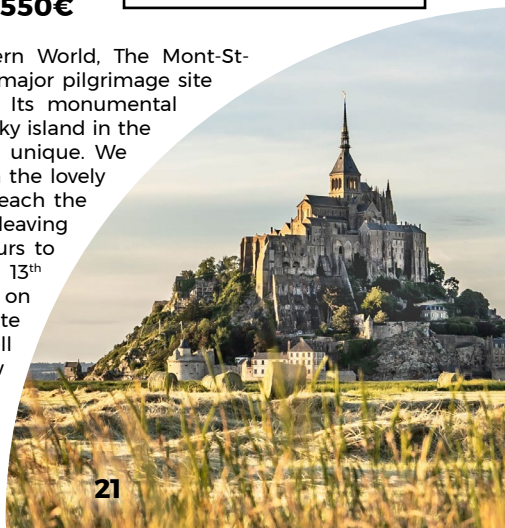 550€
ern World, The Mont-St-
major pilgrimage site
Its monumental
ky island in the
unique. We
the lovely
each the
leaving
urs to
13th
on
te
ll
21